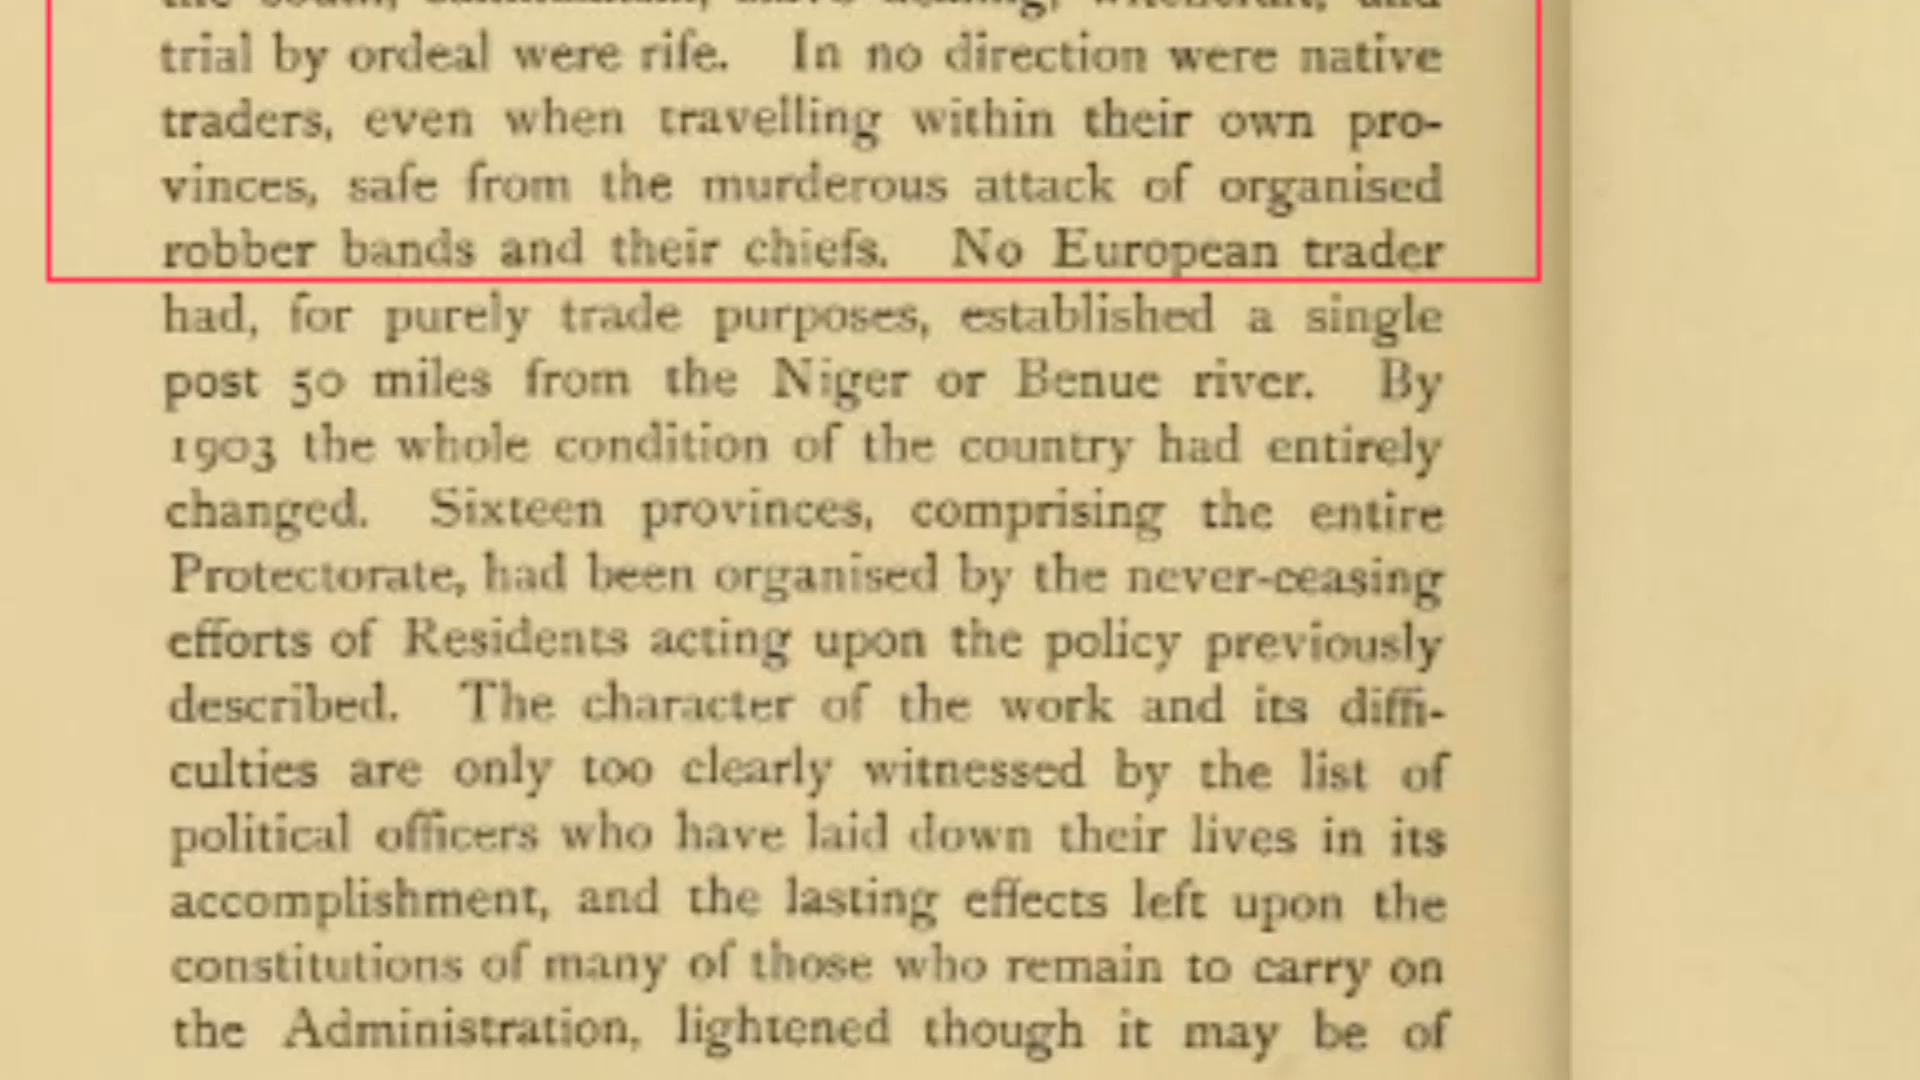 trial by ordeal were rife. In no direction were native
traders, even when travelling within their own pro-
vinces, safe from the murderous attack of organised
robber bands and their chiefs. No European trader
had, for purely trade purposes, established a single
post 50 miles from the Niger or Benue river. By
1903 the whole condition of the country had entirely
changed. Sixteen provinces, comprising the entire
Protectorate, had been organised by the never-ceasing
efforts of Residents acting upon the policy previously
described. The character of the work and its diffi-
culties are only too clearly witnessed by the list of
political officers who have laid down their lives in its
accomplishment, and the lasting effects left upon the
constitutions of many of those who remain to carry on
the Administration, lightened though it may be of